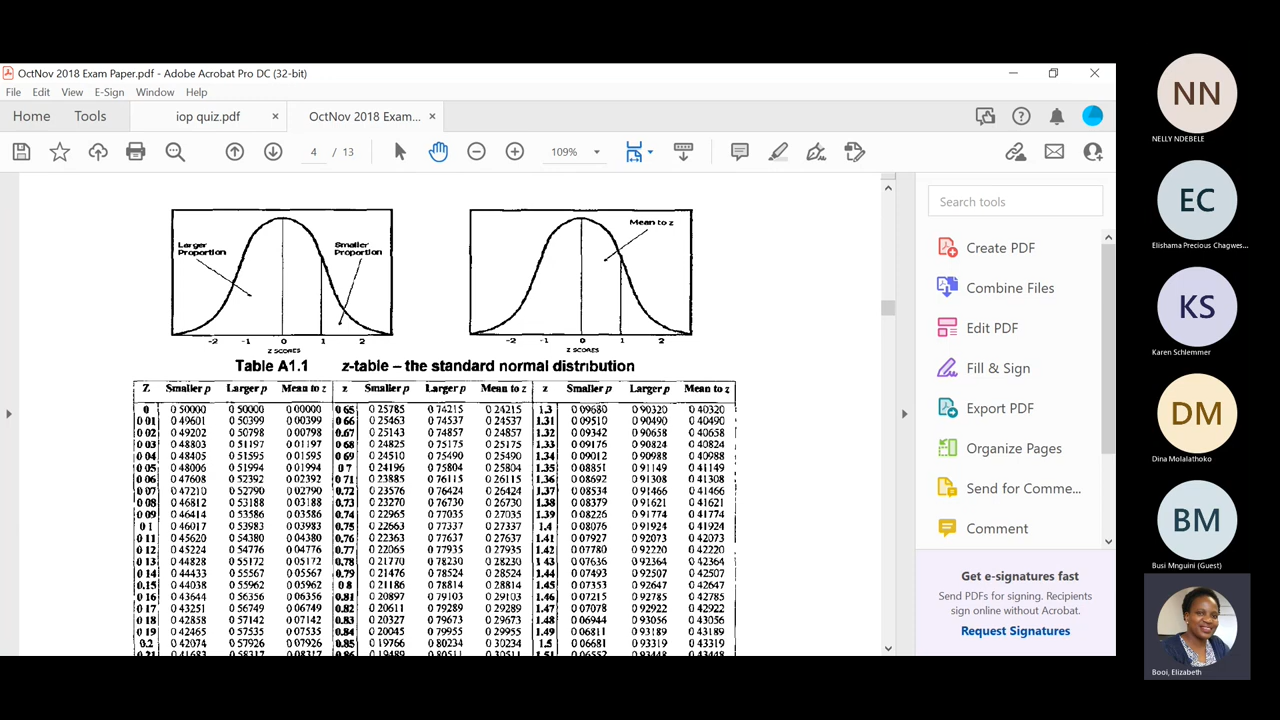 OctNov 2018 Exam Paper.pdf - Adobe Acrobat Pro DC (32-bit)
File Edit View E-Sign Window Help
Home Tools iop quiz.pdf × OctNov 2018 Exam... ×
4 / 13 109%
Larger Proportion
Smaller Proportion
-2 -1 0 1 2
Z SCORES
Mean to z
-2 -1 0 1 2
Z SCORES
Table A1.1 z-table – the standard normal distribution
Z Smaller p Larger p Mean to z z Smaller p Larger p Mean to z z Smaller p Larger p Mean to z
0 0 50000 0 50000 0 00000 0 65 0 25785 0 74215 0 24215 1.3 0 09680 0 90320 0 40320
0 01 0 49601 0 50399 0 00399 0 66 0 25463 0 74537 0 24537 1.31 0 09510 0 90490 0 40490
0 02 0 49202 0 50798 0 00798 0.67 0 25143 0 74857 0 24857 1.32 0 09342 0 90658 0 40658
0 03 0 48803 0 51197 0 01197 0 68 0 24825 0 75175 0 25175 1.33 0 09176 0 90824 0 40824
0 04 0 48405 0 51595 0 01595 0 69 0 24510 0 75490 0 25490 1.34 0 09012 0 90988 0 40988
0 05 0 48006 0 51994 0 01994 0 7 0 24196 0 75804 0 25804 1.35 0 08851 0 91149 0 41149
0 06 0 47608 0 52392 0 02392 0 71 0 23885 0 76115 0 26115 1.36 0 08692 0 91308 0 41308
0 07 0 47210 0 52790 0 02790 0.72 0 23576 0 76424 0 26424 1.37 0 08534 0 91466 0 41466
0 08 0 46812 0 53188 0 03188 0.73 0 23270 0 76730 0 26730 1.38 0 08379 0 91621 0 41621
0 09 0 46414 0 53586 0 03586 0.74 0 22965 0 77035 0 27035 1.39 0 08226 0 91774 0 41774
0 1 0 46017 0 53983 0 03983 0.75 0 22663 0 77337 0 27337 1.4 0 08076 0 91924 0 41924
0 11 0 45620 0 54380 0 04380 0.76 0 22363 0 77637 0 27637 1.41 0 07927 0 92073 0 42073
0 12 0 45224 0 54776 0 04776 0.77 0 22065 0 77935 0 27935 1.42 0 07780 0 92220 0 42220
0 13 0 44828 0 55172 0 05172 0.78 0 21770 0 78230 0 28230 1.43 0 07636 0 92364 0 42364
0 14 0 44433 0 55567 0 05567 0.79 0 21476 0 78524 0 28524 1.44 0 07493 0 92507 0 42507
0.15 0 44038 0 55962 0 05962 0 8 0 21186 0 78814 0 28814 1.45 0 07353 0 92647 0 42647
0 16 0 43644 0 56356 0 06356 0.81 0 20897 0 79103 0 29103 1.46 0 07215 0 92785 0 42785
0 17 0 43251 0 56749 0 06749 0.82 0 20611 0 79289 0 29289 1.47 0 07078 0 92922 0 42922
0 18 0 42858 0 57142 0 07142 0.83 0 20327 0 79673 0 29673 1.48 0 06944 0 93056 0 43056
0 19 0 42465 0 57535 0 07535 0.84 0 20045 0 79955 0 29955 1.49 0 06811 0 93189 0 43189
0.2 0 42074 0 57926 0 07926 0.85 0 19766 0 80234 0 30234 1.5 0 06681 0 93319 0 43319
Search tools
Create PDF
Combine Files
Edit PDF
Fill & Sign
Export PDF
Organize Pages
Send for Comme...
Comment
Get e-signatures fast
Send PDFs for signing. Recipients
sign online without Acrobat.
Request Signatures
NN
NELLY NDEBELE
EC
Elishama Precious Chagwes...
KS
Karen Schlemmer
DM
Dina Molalathoko
BM
Busi Mnguini (Guest)
Booi, Elizabeth